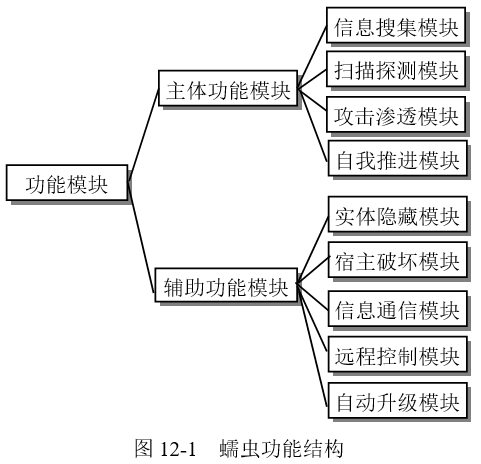 功能模块
主体功能模块
信息搜集模块
扫描探测模块
攻击渗透模块
自我推进模块
辅助功能模块
实体隐藏模块
宿主破坏模块
信息通信模块
远程控制模块
自动升级模块
图 12-1 蠕虫功能结构